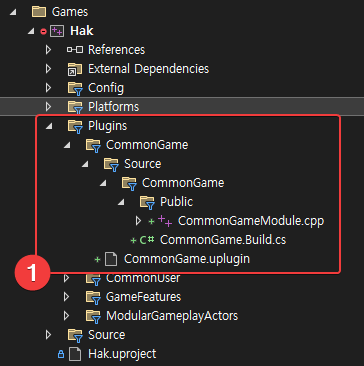 Games
Hak
References
External Dependencies
Config
Platforms
Plugins
CommonGame
Source
CommonGame
Public
CommonGameModule.cpp
C# CommonGame.Build.cs
CommonGame.uplugin
1
CommonUser
GameFeatures
ModularGameplayActors
Source
Hak.uproject